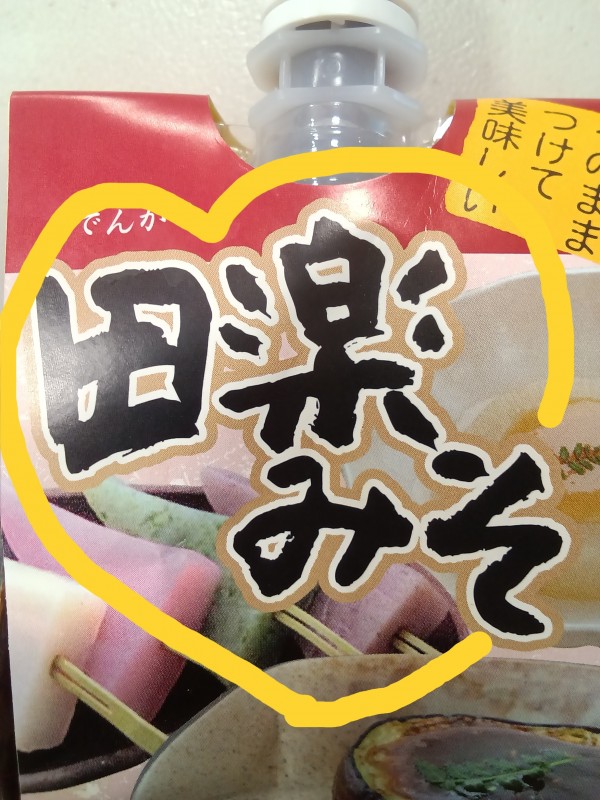 のまま
つけて
美味しい
でんが
田楽
みそ